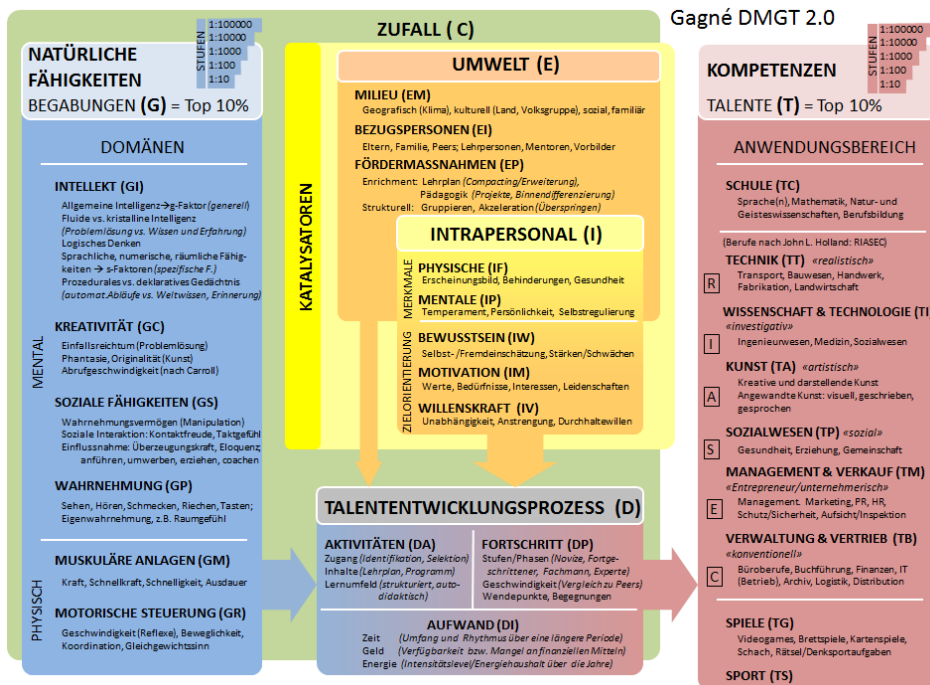 Gagné DMGT 2.0
ZUFALL ( C)
NATÜRLICHE
FÄHIGKEITEN
BEGABUNGEN (G) = Top 10%
STUFEN
1:100000
1:10000
1:1000
1:100
1:10
DOMÄNEN
MENTAL
INTELLEKT (GI)
Allgemeine Intelligenz→g-Faktor (generell)
Fluide vs. kristalline Intelligenz
(Problemlösung vs. Wissen und Erfahrung)
Logisches Denken
Sprachliche, numerische, räumliche Fähig-
keiten → s-Faktoren (spezifische F.)
Prozedurales vs. deklaratives Gedächtnis
(automat.Abläufe vs. Weltwissen, Erinnerung)
KREATIVITÄT (GC)
Einfallsreichtum (Problemlösung)
Phantasie, Originalität (Kunst)
Abrufgeschwindigkeit (nach Carroll)
SOZIALE FÄHIGKEITEN (GS)
Wahrnehmungsvermögen (Manipulation)
Soziale Interaktion: Kontaktfreude, Taktgefühl
Einflussnahme: Überzeugungskraft, Eloquenz;
anführen, umwerben, erziehen, coachen
WAHRNEHMUNG (GP)
Sehen, Hören, Schmecken, Riechen, Tasten;
Eigenwahrnehmung, z.B. Raumgefühl
PHYSISCH
MUSKULÄRE ANLAGEN (GM)
Kraft, Schnellkraft, Schnelligkeit, Ausdauer
MOTORISCHE STEUERUNG (GR)
Geschwindigkeit (Reflexe), Beweglichkeit,
Koordination, Gleichgewichtssinn
KATALYSATOREN
UMWELT (E)
MILIEU (EM)
Geografisch (Klima), kulturell (Land, Volksgruppe), sozial, familiär
BEZUGSPERSONEN (EI)
Eltern, Familie, Peers; Lehrpersonen, Mentoren, Vorbilder
FÖRDERMASSNAHMEN (EP)
Enrichment: Lehrplan (Compacting/Erweiterung),
Pädagogik (Projekte, Binnendifferenzierung)
Strukturell: Gruppieren, Akzeleration (Überspringen)
INTRAPERSONAL (I)
MERKMALE
PHYSISCHE (IF)
Erscheinungsbild, Behinderungen, Gesundheit
MENTALE (IP)
Temperament, Persönlichkeit, Selbstregulierung
ZIELORIENTIERUNG
BEWUSSTSEIN (IW)
Selbst-/Fremdeinschätzung, Stärken/Schwächen
MOTIVATION (IM)
Werte, Bedürfnisse, Interessen, Leidenschaften
WILLENSKRAFT (IV)
Unabhängigkeit, Anstrengung, Durchhaltewillen
TALENTENTWICKLUNGSPROZESS (D)
AKTIVITÄTEN (DA)
Zugang (Identifikation, Selektion)
Inhalte (Lehrplan, Programm)
Lernumfeld (strukturiert, auto-
didaktisch)
FORTSCHRITT (DP)
Stufen/Phasen (Novize, Fortge-
schrittener, Fachmann, Experte)
Geschwindigkeit (Vergleich zu Peers)
Wendepunkte, Begegnungen
AUFWAND (DI)
Zeit (Umfang und Rhythmus über eine längere Periode)
Geld (Verfügbarkeit bzw. Mangel an finanziellen Mitteln)
Energie (Intensitätslevel/Energiehaushalt über die Jahre)
KOMPETENZEN
TALENTE (T) = Top 10%
STUFEN
1:100000
1:10000
1:1000
1:100
1:10
ANWENDUNGSBEREICH
SCHULE (TC)
Sprache(n), Mathematik, Natur- und
Geisteswissenschaften, Berufsbildung
(Berufe nach John L. Holland: RIASEC)
TECHNIK (TT) «realistisch»
R
Transport, Bauwesen, Handwerk,
Fabrikation, Landwirtschaft
WISSENSCHAFT & TECHNOLOGIE (TI)
«investigativ»
I
Ingenieurwesen, Medizin, Sozialwesen
KUNST (TA) «artistisch»
A
Kreative und darstellende Kunst
Angewandte Kunst: visuell, geschrieben,
gesprochen
SOZIALWESEN (TP) «sozial»
S
Gesundheit, Erziehung, Gemeinschaft
MANAGEMENT & VERKAUF (TM)
«Entrepreneur/unternehmerisch»
E
Management. Marketing, PR, HR,
Schutz/Sicherheit, Aufsicht/Inspektion
VERWALTUNG & VERTRIEB (TB)
«konventionell»
C
Büroberufe, Buchführung, Finanzen, IT
(Betrieb), Archiv, Logistik, Distribution
SPIELE (TG)
Videogames, Brettspiele, Kartenspiele,
Schach, Rätsel/Denksportaufgaben
SPORT (TS)